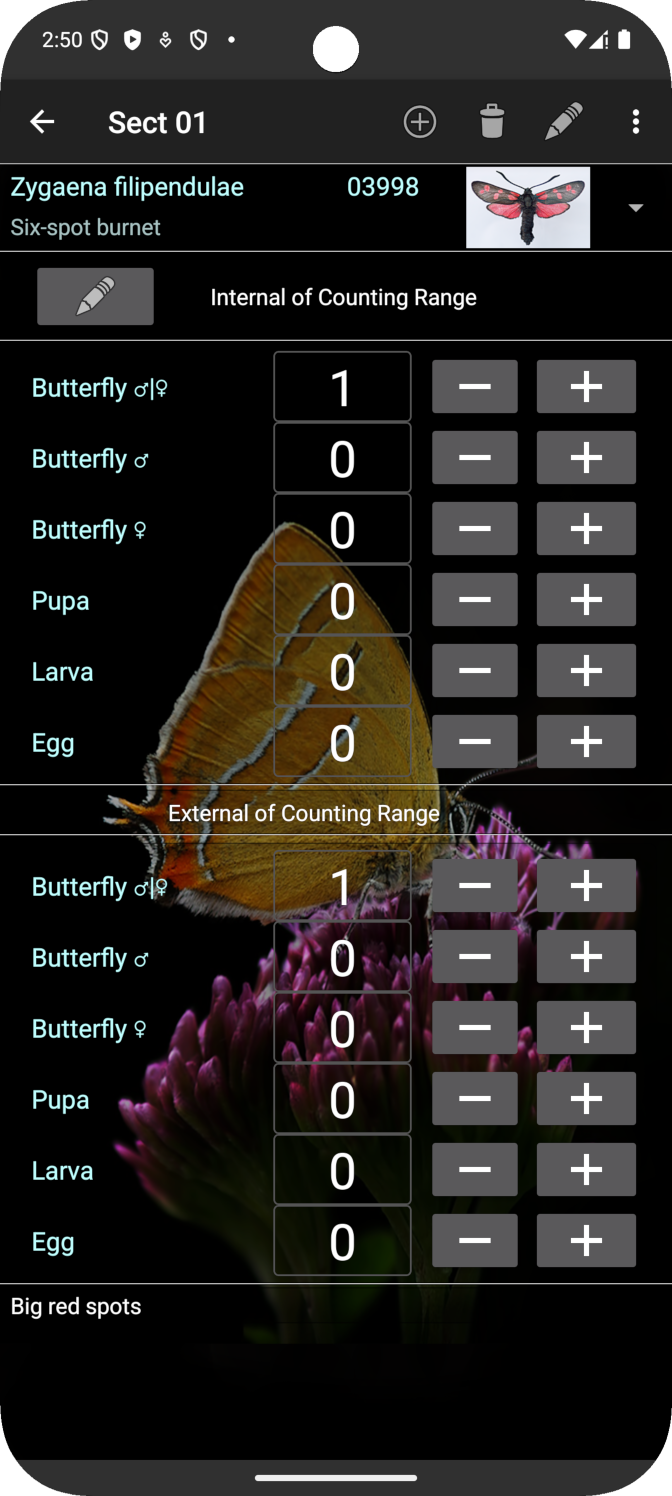 2:50
Sect 01
Zygaena filipendulae 03998
Six-spot burnet
Internal of Counting Range
Butterfly ♂|♀ 1
Butterfly ♂ 0
Butterfly ♀ 0
Pupa 0
Larva 0
Egg 0
External of Counting Range
Butterfly ♂|♀ 1
Butterfly ♂ 0
Butterfly ♀ 0
Pupa 0
Larva 0
Egg 0
Big red spots